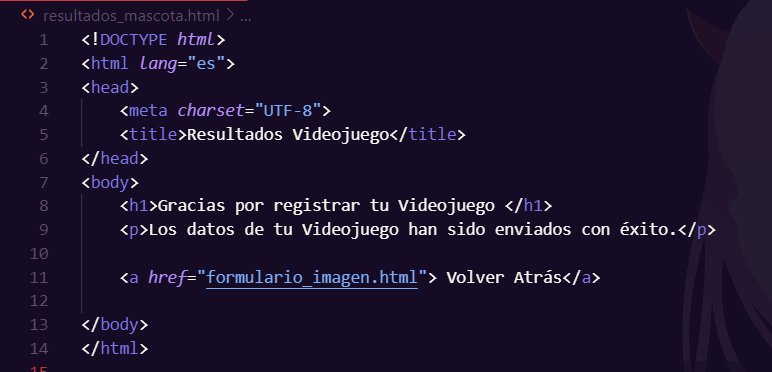 resultados_mascota.html > ...
1 <!DOCTYPE html>
2 <html lang="es">
3 <head>
4     <meta charset="UTF-8">
5     <title>Resultados Videojuego</title>
6 </head>
7 <body>
8     <h1>Gracias por registrar tu Videojuego </h1>
9     <p>Los datos de tu Videojuego han sido enviados con éxito.</p>
10
11     <a href="formulario_imagen.html"> Volver Atrás</a>
12
13 </body>
14 </html>
15